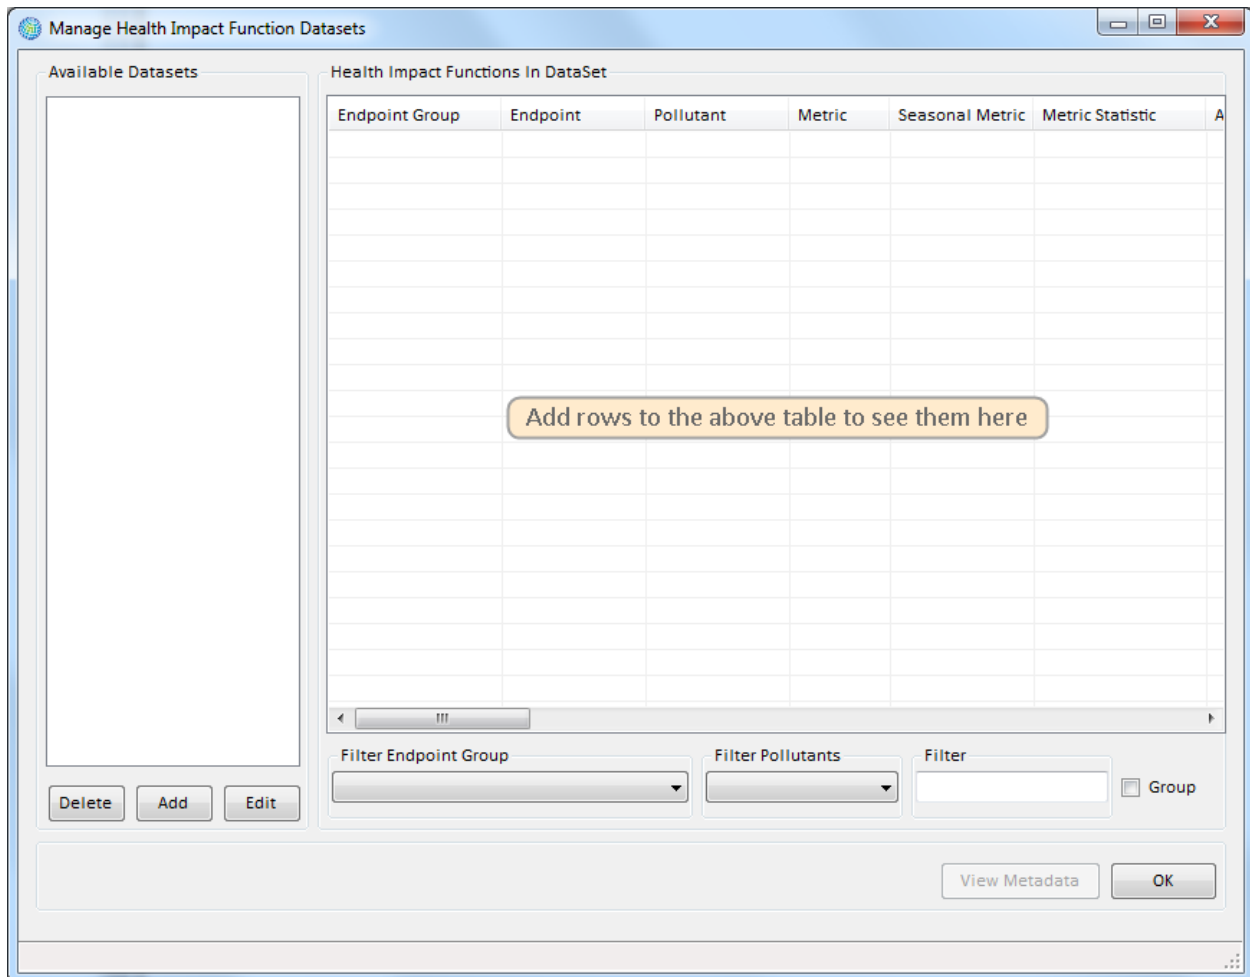 Manage Health Impact Function Datasets
Available Datasets
Health Impact Functions In DataSet
Endpoint Group Endpoint Pollutant Metric Seasonal Metric Metric Statistic A
Add rows to the above table to see them here
Filter Endpoint Group Filter Pollutants Filter
Group
Delete Add Edit
View Metadata OK